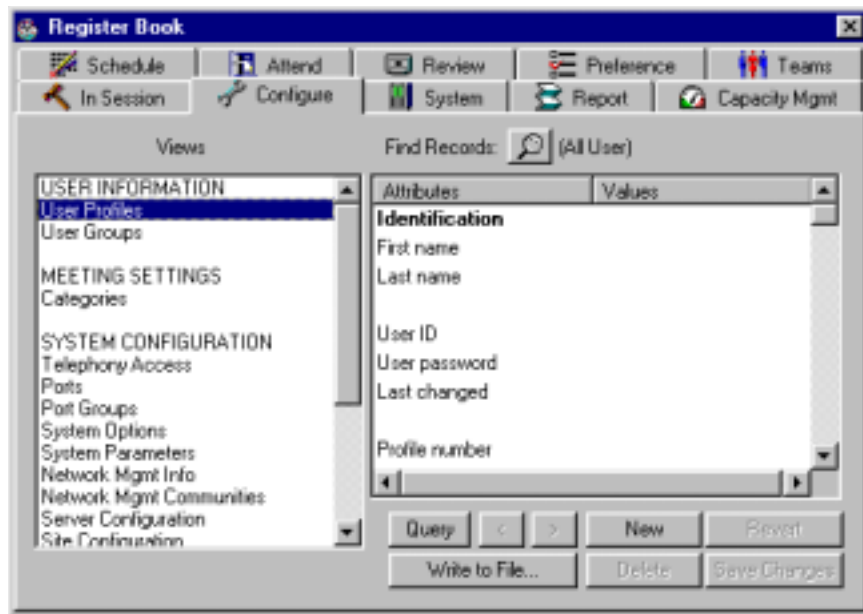 Register Book
Schedule Attend Review Preference Teams
In Session Configure System Report Capacity Mgmt
Views
Find Records: (All User)
USER INFORMATION
User Profiles
User Groups
MEETING SETTINGS
Categories
SYSTEM CONFIGURATION
Telephony Access
Ports
Port Groups
System Options
System Parameters
Network Mgmt Info
Network Mgmt Communities
Server Configuration
Site Configuration
Attributes Values
Identification
First name
Last name
User ID
User password
Last changed
Profile number
Query < > New Revert
Write to File... Delete Save Changes